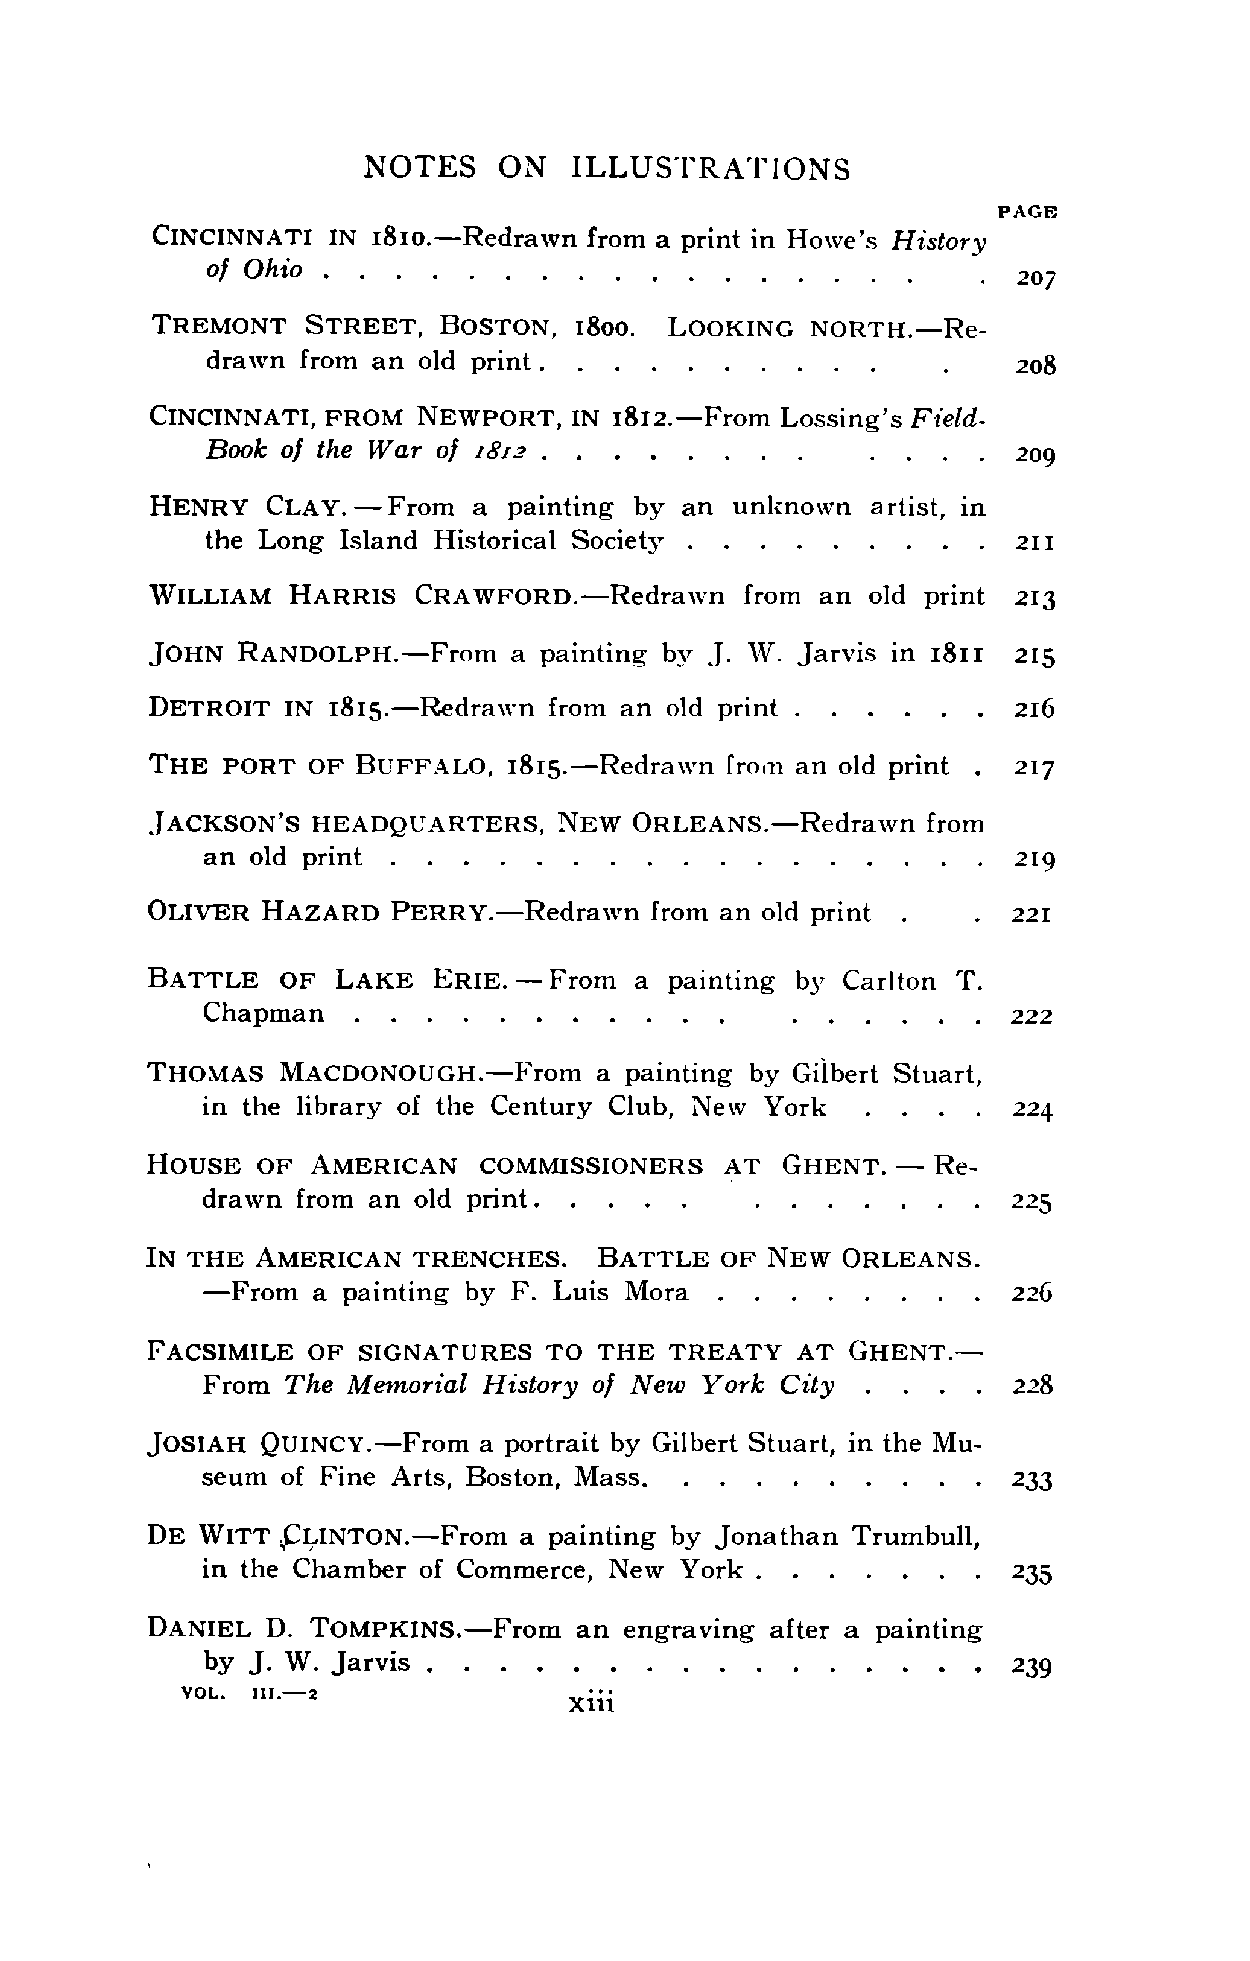 NOTES ON ILLUSTRATIONS
PAGE
CINCINNATI IN 1810.—Redrawn from a print in Howe's History
of Ohio . . . . . . . . . . . . . . . . . . 207
TREMONT STREET, BOSTON, 1800. LOOKING NORTH.—Re-
drawn from an old print . . . . . . . . . . . 208
CINCINNATI, FROM NEWPORT, IN 1812.—From Lossing's Field-
Book of the War of 1812 . . . . . . . . . . . . 209
HENRY CLAY.—From a painting by an unknown artist, in
the Long Island Historical Society . . . . . . . . . 211
WILLIAM HARRIS CRAWFORD.—Redrawn from an old print 213
JOHN RANDOLPH.—From a painting by J. W. Jarvis in 1811 215
DETROIT IN 1815.—Redrawn from an old print . . . . . . 216
THE PORT OF BUFFALO, 1815.—Redrawn from an old print . 217
JACKSON'S HEADQUARTERS, NEW ORLEANS.—Redrawn from
an old print . . . . . . . . . . . . . . . . . 219
OLIVER HAZARD PERRY.—Redrawn from an old print . . 221
BATTLE OF LAKE ERIE.—From a painting by Carlton T.
Chapman . . . . . . . . . . . . . . . . . 222
THOMAS MACDONOUGH.—From a painting by Gilbert Stuart,
in the library of the Century Club, New York . . . . 224
HOUSE OF AMERICAN COMMISSIONERS AT GHENT.—Re-
drawn from an old print . . . . . . . . . . . . 225
IN THE AMERICAN TRENCHES. BATTLE OF NEW ORLEANS.
—From a painting by F. Luis Mora . . . . . . . . 226
FACSIMILE OF SIGNATURES TO THE TREATY AT GHENT.—
From The Memorial History of New York City . . . . 228
JOSIAH QUINCY.—From a portrait by Gilbert Stuart, in the Mu-
seum of Fine Arts, Boston, Mass. . . . . . . . . . 233
DE WITT CLINTON.—From a painting by Jonathan Trumbull,
in the Chamber of Commerce, New York . . . . . . . 235
DANIEL D. TOMPKINS.—From an engraving after a painting
by J. W. Jarvis . . . . . . . . . . . . . . . . 239
VOL. III.—2
xiii